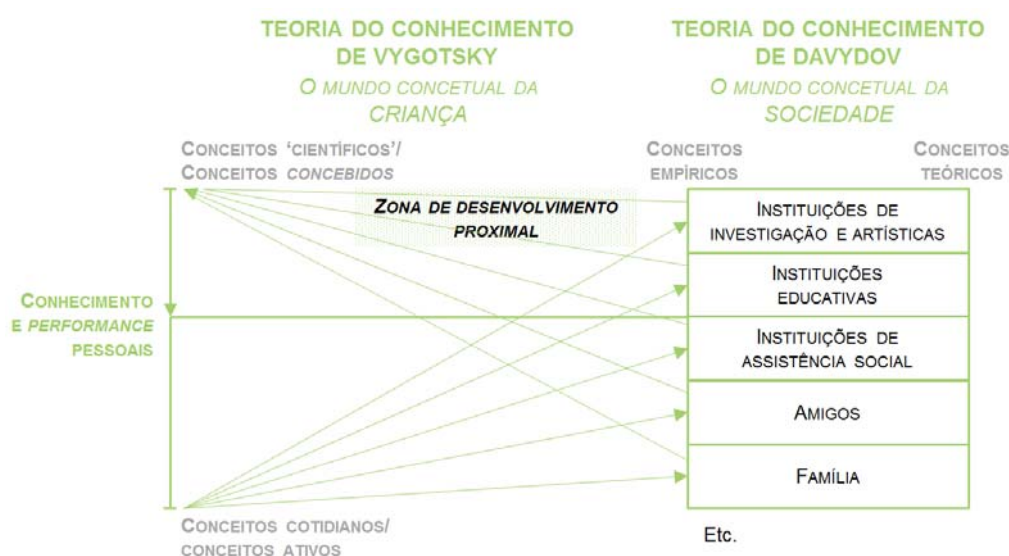 TEORIA DO CONHECIMENTO
DE VYGOTSKY
O MUNDO CONCETUAL DA
CRIANÇA
TEORIA DO CONHECIMENTO
DE DAVYDOV
O MUNDO CONCETUAL DA
SOCIEDADE
CONCEITOS ‘CIENTÍFICOS’/
CONCEITOS CONCEBIDOS
CONCEITOS
EMPÍRICOS
CONCEITOS
TEÓRICOS
ZONA DE DESENVOLVIMENTO
PROXIMAL
INSTITUIÇÕES DE
INVESTIGAÇÃO E ARTÍSTICAS
INSTITUIÇÕES
EDUCATIVAS
CONHECIMENTO
E PERFORMANCE
PESSOAIS
INSTITUIÇÕES DE
ASSISTÊNCIA SOCIAL
AMIGOS
FAMÍLIA
CONCEITOS COTIDIANOS/
CONCEITOS ATIVOS
Etc.